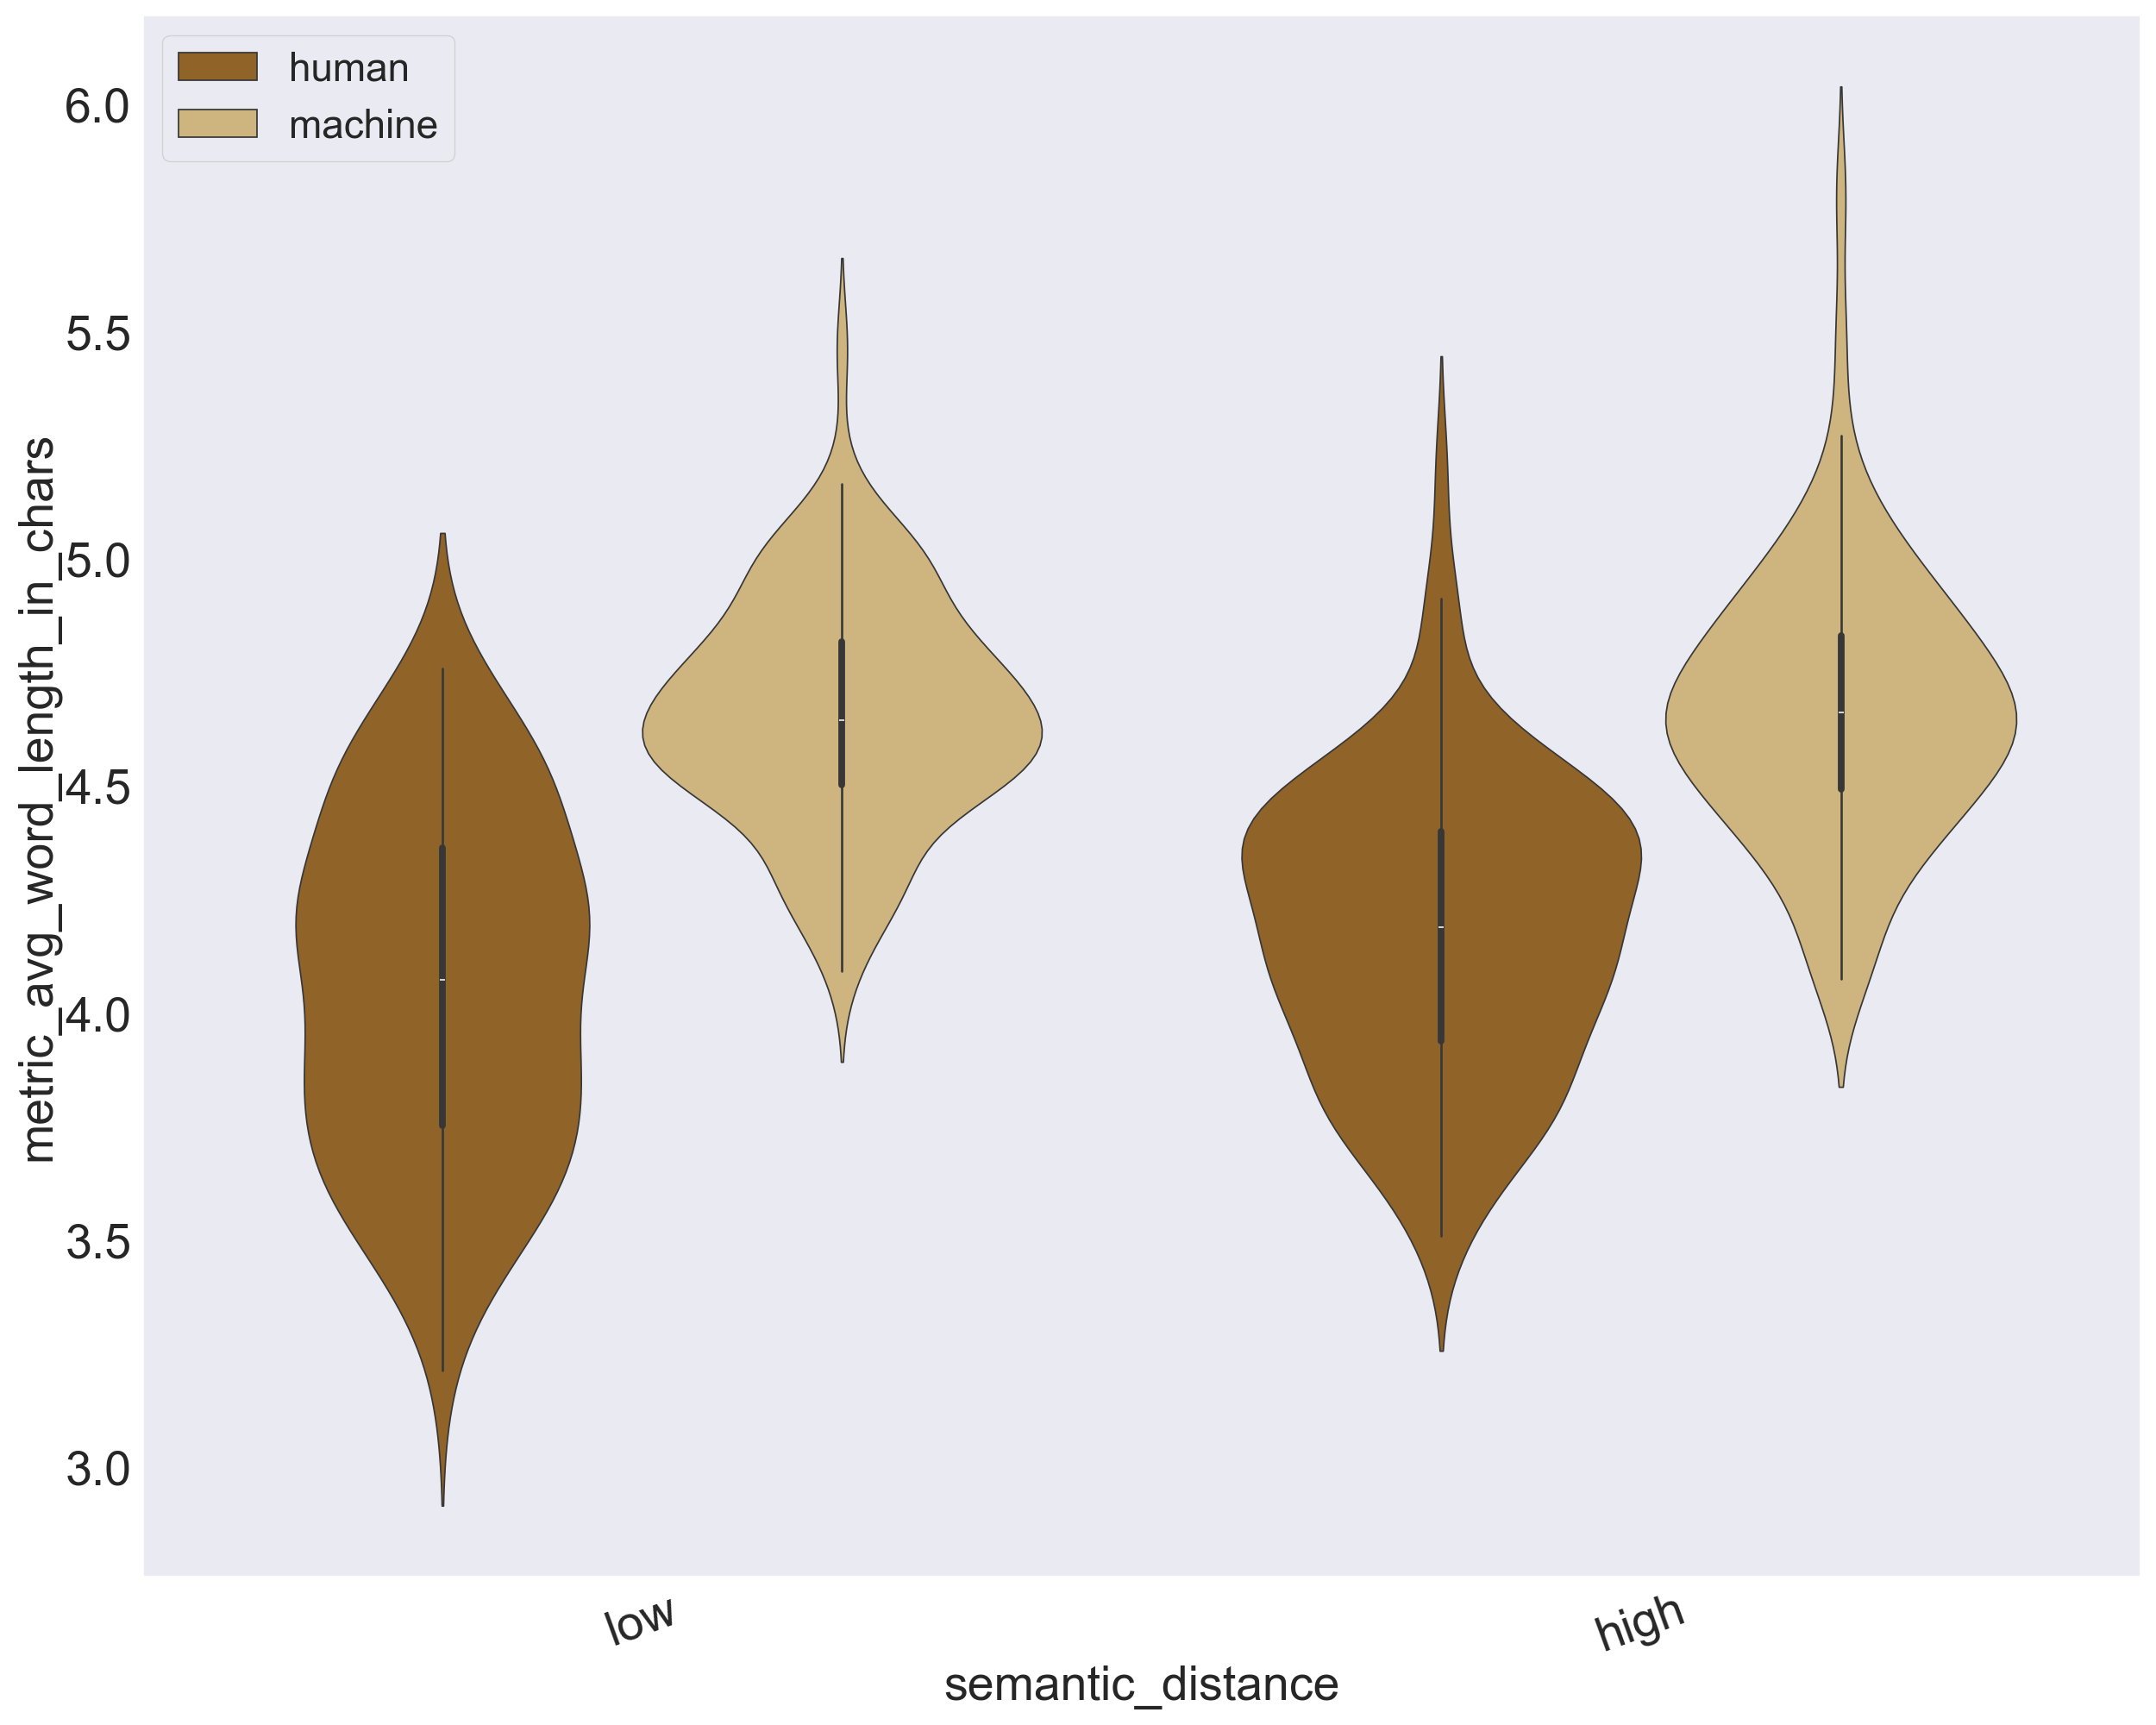 human
machine
metric_avg_word_length_in_chars
6.0
5.5
5.0
4.5
4.0
3.5
3.0
low
high
semantic_distance